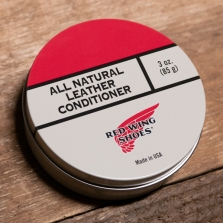 ALL NATURAL
LEATHER
CONDITIONER
3 oz.
(85 g)
RED WING
SHOES
Made in USA